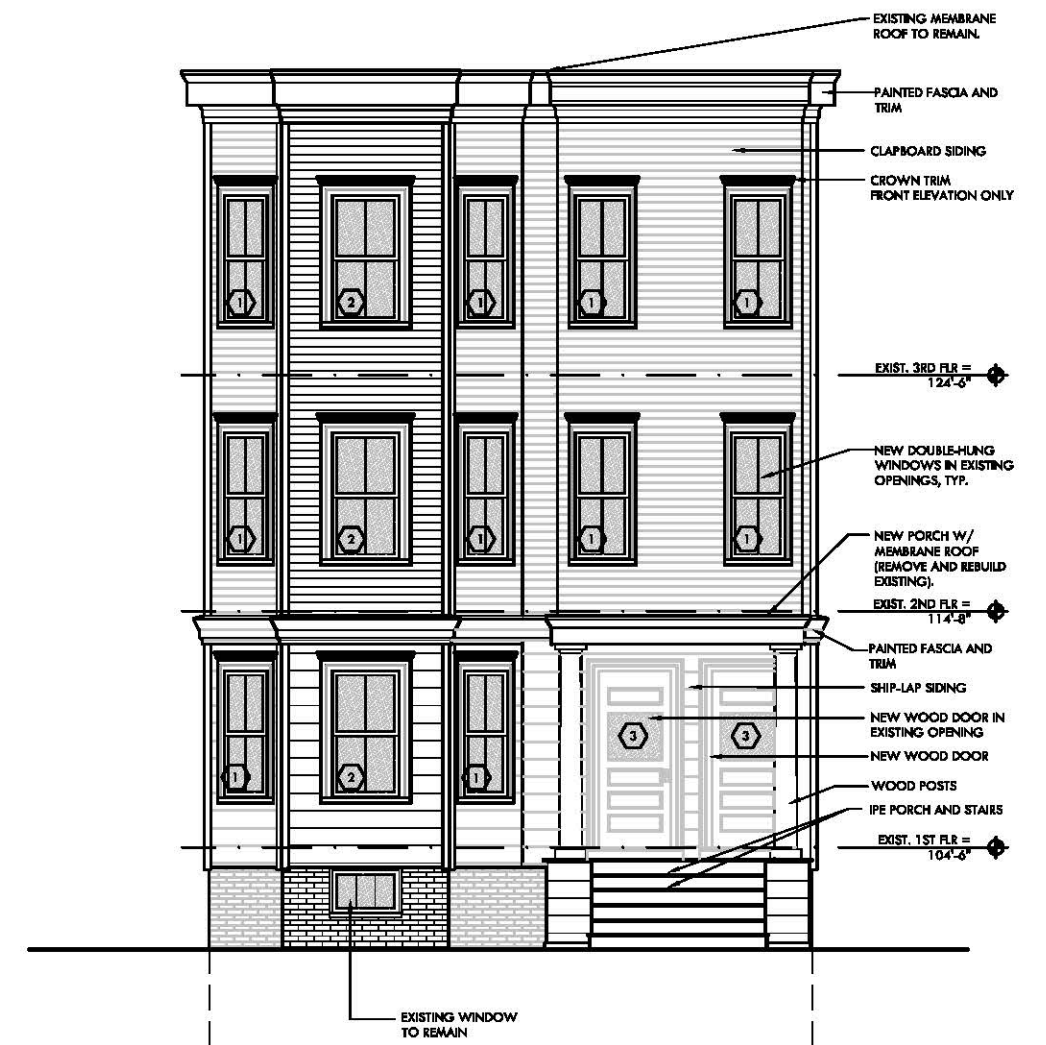 EXISTING MEMBRANE
ROOF TO REMAIN.
PAINTED FASCIA AND
TRIM
CLAPBOARD SIDING
CROWN TRIM
FRONT ELEVATION ONLY
1
2
1
1
1
EXIST. 3RD FLR =
124'-6"
NEW DOUBLE-HUNG
WINDOWS IN EXISTING
OPENINGS, TYP.
1
2
1
1
1
NEW PORCH W/
MEMBRANE ROOF
(REMOVE AND REBUILD
EXISTING).
EXIST. 2ND FLR =
114'-8"
PAINTED FASCIA AND
TRIM
SHIP-LAP SIDING
NEW WOOD DOOR IN
EXISTING OPENING
3
3
NEW WOOD DOOR
1
2
1
WOOD POSTS
IPE PORCH AND STAIRS
EXIST. 1ST FLR =
104'-6"
EXISTING WINDOW
TO REMAIN